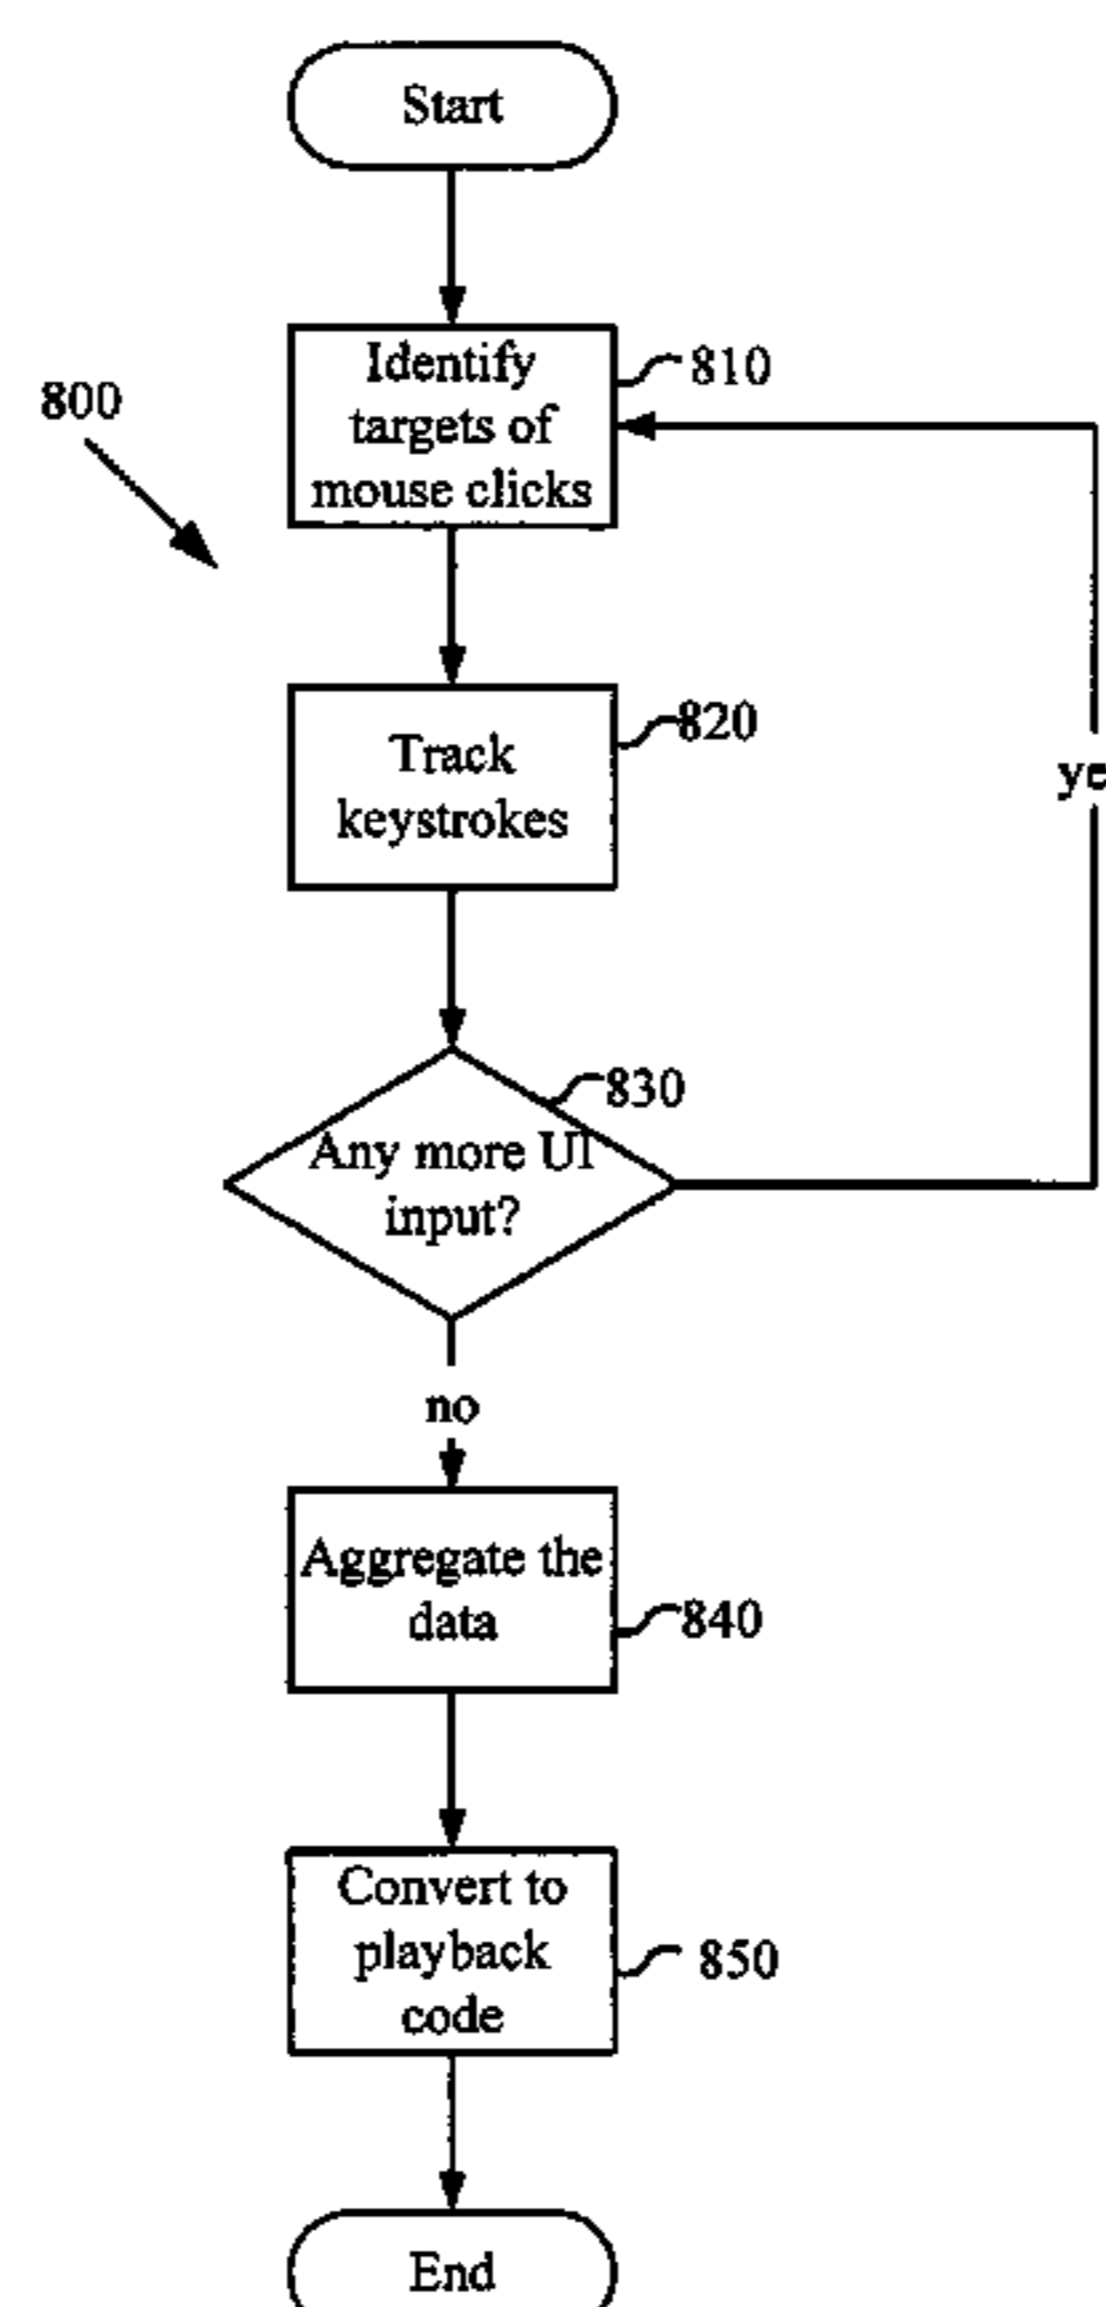 Start
Identify
targets of
mouse clicks
810
800
Track
keystrokes
820
ye
Any more UI
input?
830
no
Aggregate the
data
840
Convert to
playback
code
850
End